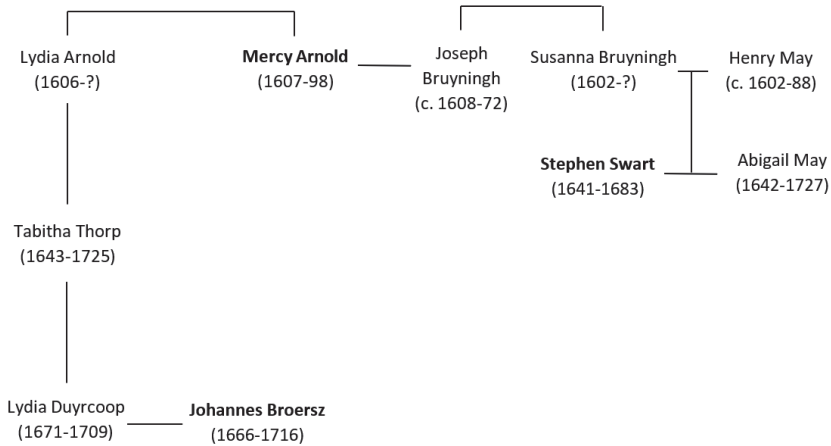 Lydia Arnold
(1606-?)
Mercy Arnold
(1607-98)
Joseph
Bruyningh
(c. 1608-72)
Susanna Bruyningh
(1602-?)
Henry May
(c. 1602-88)
Stephen Swart
(1641-1683)
Abigail May
(1642-1727)
Tabitha Thorp
(1643-1725)
Lydia Duyrcoop
(1671-1709)
Johannes Broersz
(1666-1716)